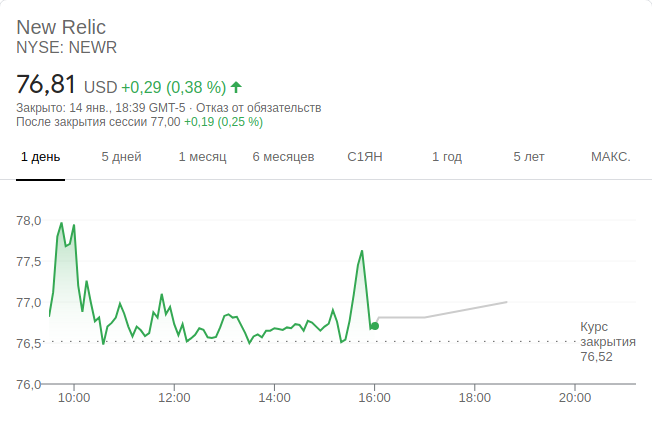 New Relic
NYSE: NEWR
76,81 USD +0,29 (0,38 %)
Закрыто: 14 янв., 18:39 GMT-5 · Отказ от обязательств
После закрытия сессии 77,00 +0,19 (0,25 %)
1 день 5 дней 1 месяц 6 месяцев С1ЯН 1 год 5 лет МАКС.
78,0
77,5
77,0
76,5
76,0
Курс
закрытия
76,52
10:00 12:00 14:00 16:00 18:00 20:00